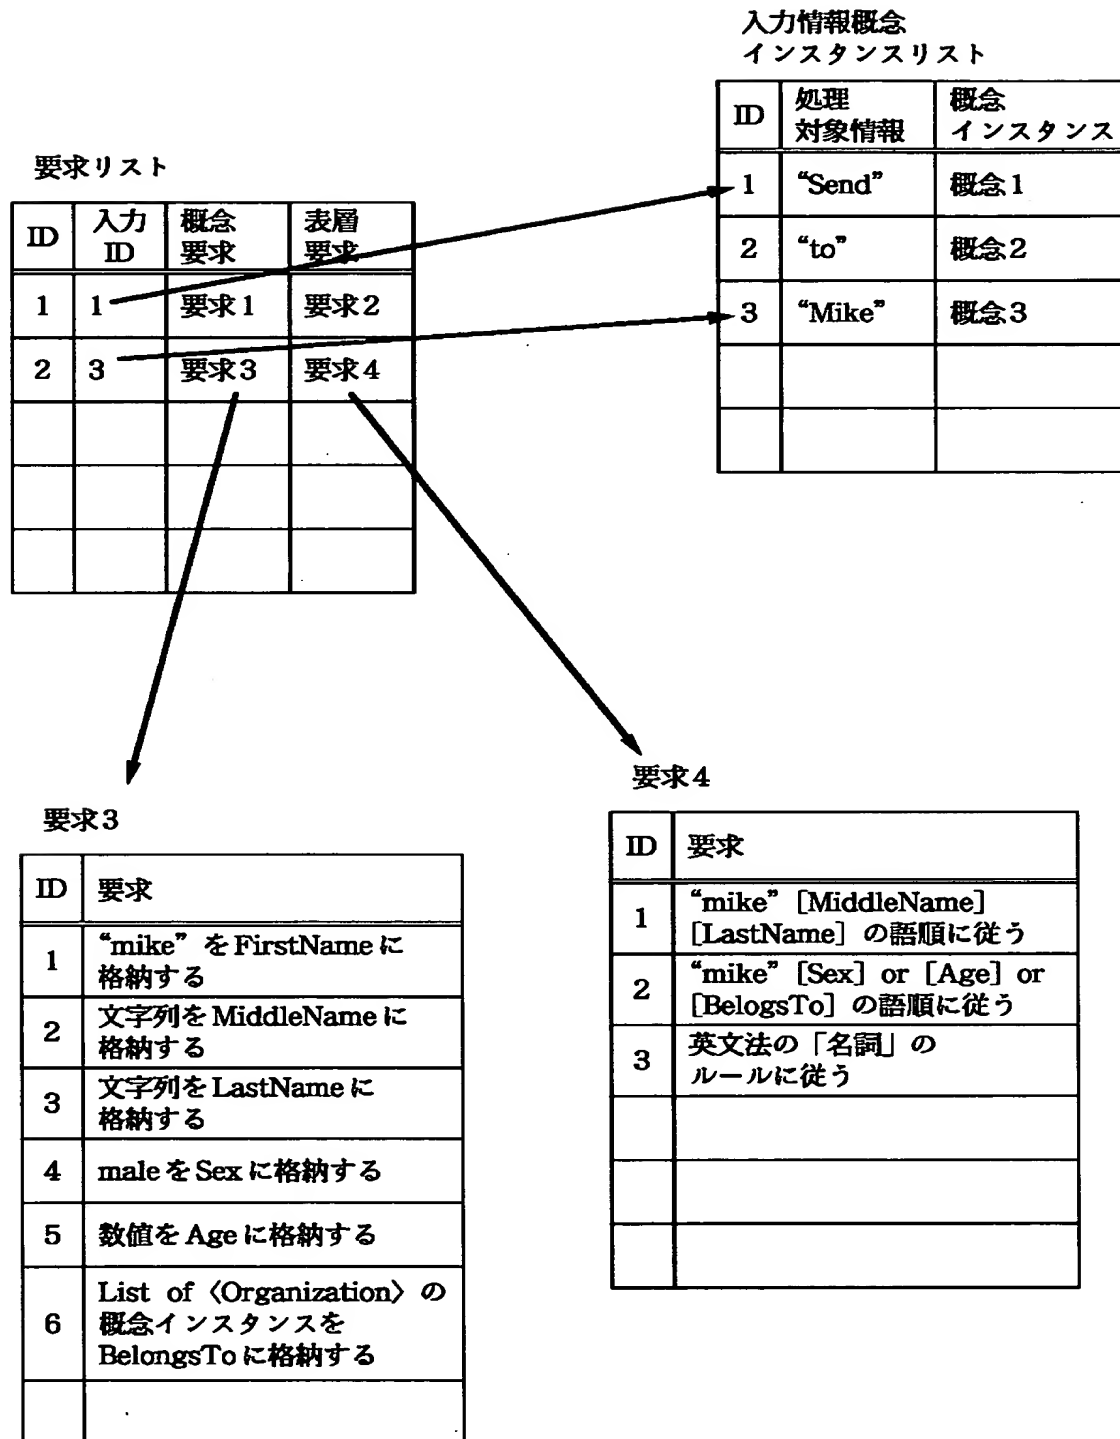 入力情報概念
インスタンスリスト
ID 処理 概念
対象情報 インスタンス
1 “Send” 概念1
2 “to” 概念2
3 “Mike” 概念3
要求リスト
ID 入力 概念 表層
ID 要求 要求
1 1 要求1 要求2
2 3 要求3 要求4
要求3
ID 要求
1 “mike” をFirstNameに
格納する
2 文字列をMiddleNameに
格納する
3 文字列をLastNameに
格納する
4 maleをSexに格納する
5 数値をAgeに格納する
6 List of 〈Organization〉 の
概念インスタンスを
BelongsToに格納する
要求4
ID 要求
1 “mike” [MiddleName]
[LastName] の語順に従う
2 “mike” [Sex] or [Age] or
[BelogsTo] の語順に従う
3 英文法の「名詞」の
ルールに従う